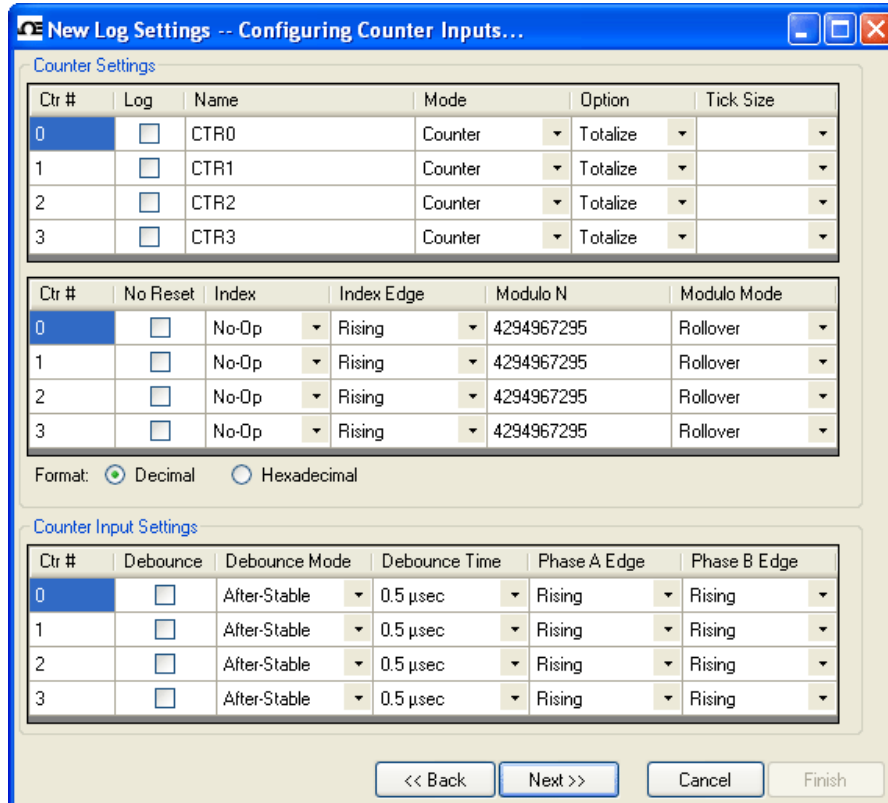 New Log Settings -- Configuring Counter Inputs...
Counter Settings
Ctr # Log Name Mode Option Tick Size
0 CTR0 Counter Totalize
1 CTR1 Counter Totalize
2 CTR2 Counter Totalize
3 CTR3 Counter Totalize
Ctr # No Reset Index Index Edge Modulo N Modulo Mode
0 No-Op Rising 4294967295 Rollover
1 No-Op Rising 4294967295 Rollover
2 No-Op Rising 4294967295 Rollover
3 No-Op Rising 4294967295 Rollover
Format: Decimal Hexadecimal
Counter Input Settings
Ctr # Debounce Debounce Mode Debounce Time Phase A Edge Phase B Edge
0 After-Stable 0.5 µsec Rising Rising
1 After-Stable 0.5 µsec Rising Rising
2 After-Stable 0.5 µsec Rising Rising
3 After-Stable 0.5 µsec Rising Rising
<< Back Next >> Cancel Finish